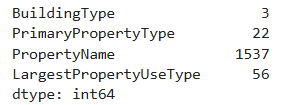 BuildingType 3
PrimaryPropertyType 22
PropertyName 1537
LargestPropertyUseType 56
dtype: int64